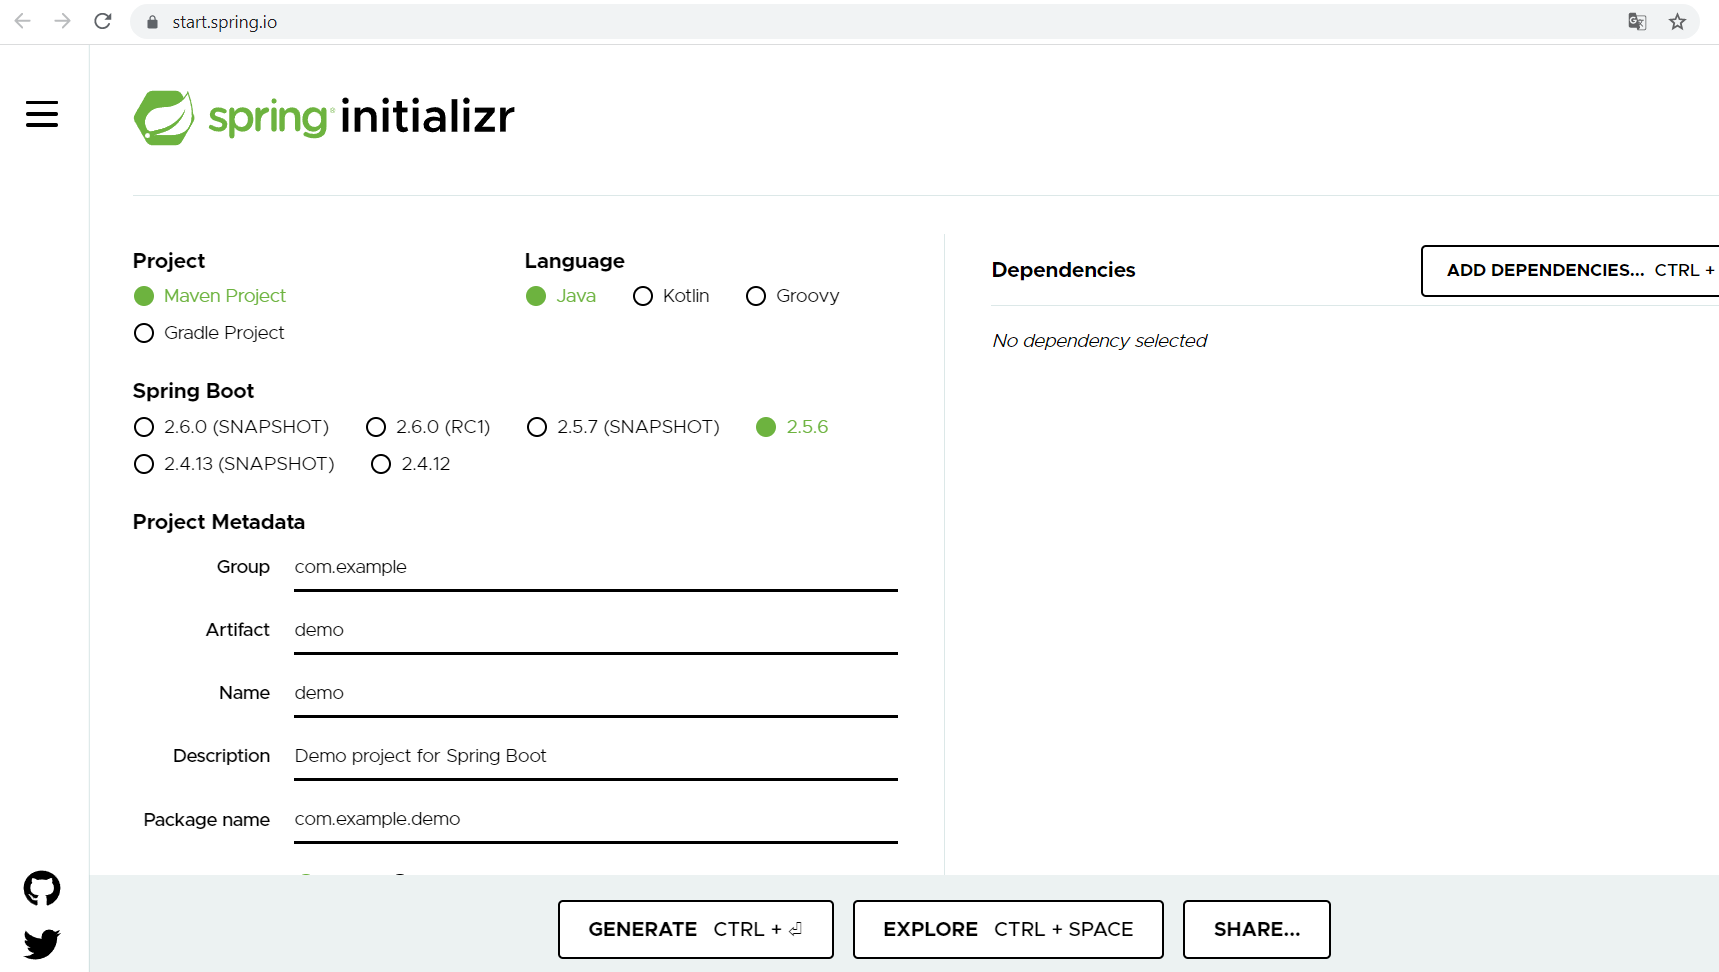 start.spring.io
spring initializr
Project
Maven Project
Gradle Project
Language
Java Kotlin Groovy
Spring Boot
2.6.0 (SNAPSHOT) 2.6.0 (RC1) 2.5.7 (SNAPSHOT) 2.5.6
2.4.13 (SNAPSHOT) 2.4.12
Project Metadata
Group com.example
Artifact demo
Name demo
Description Demo project for Spring Boot
Package name com.example.demo
Dependencies
ADD DEPENDENCIES... CTRL +
No dependency selected
GENERATE CTRL + ⏎
EXPLORE CTRL + SPACE
SHARE...